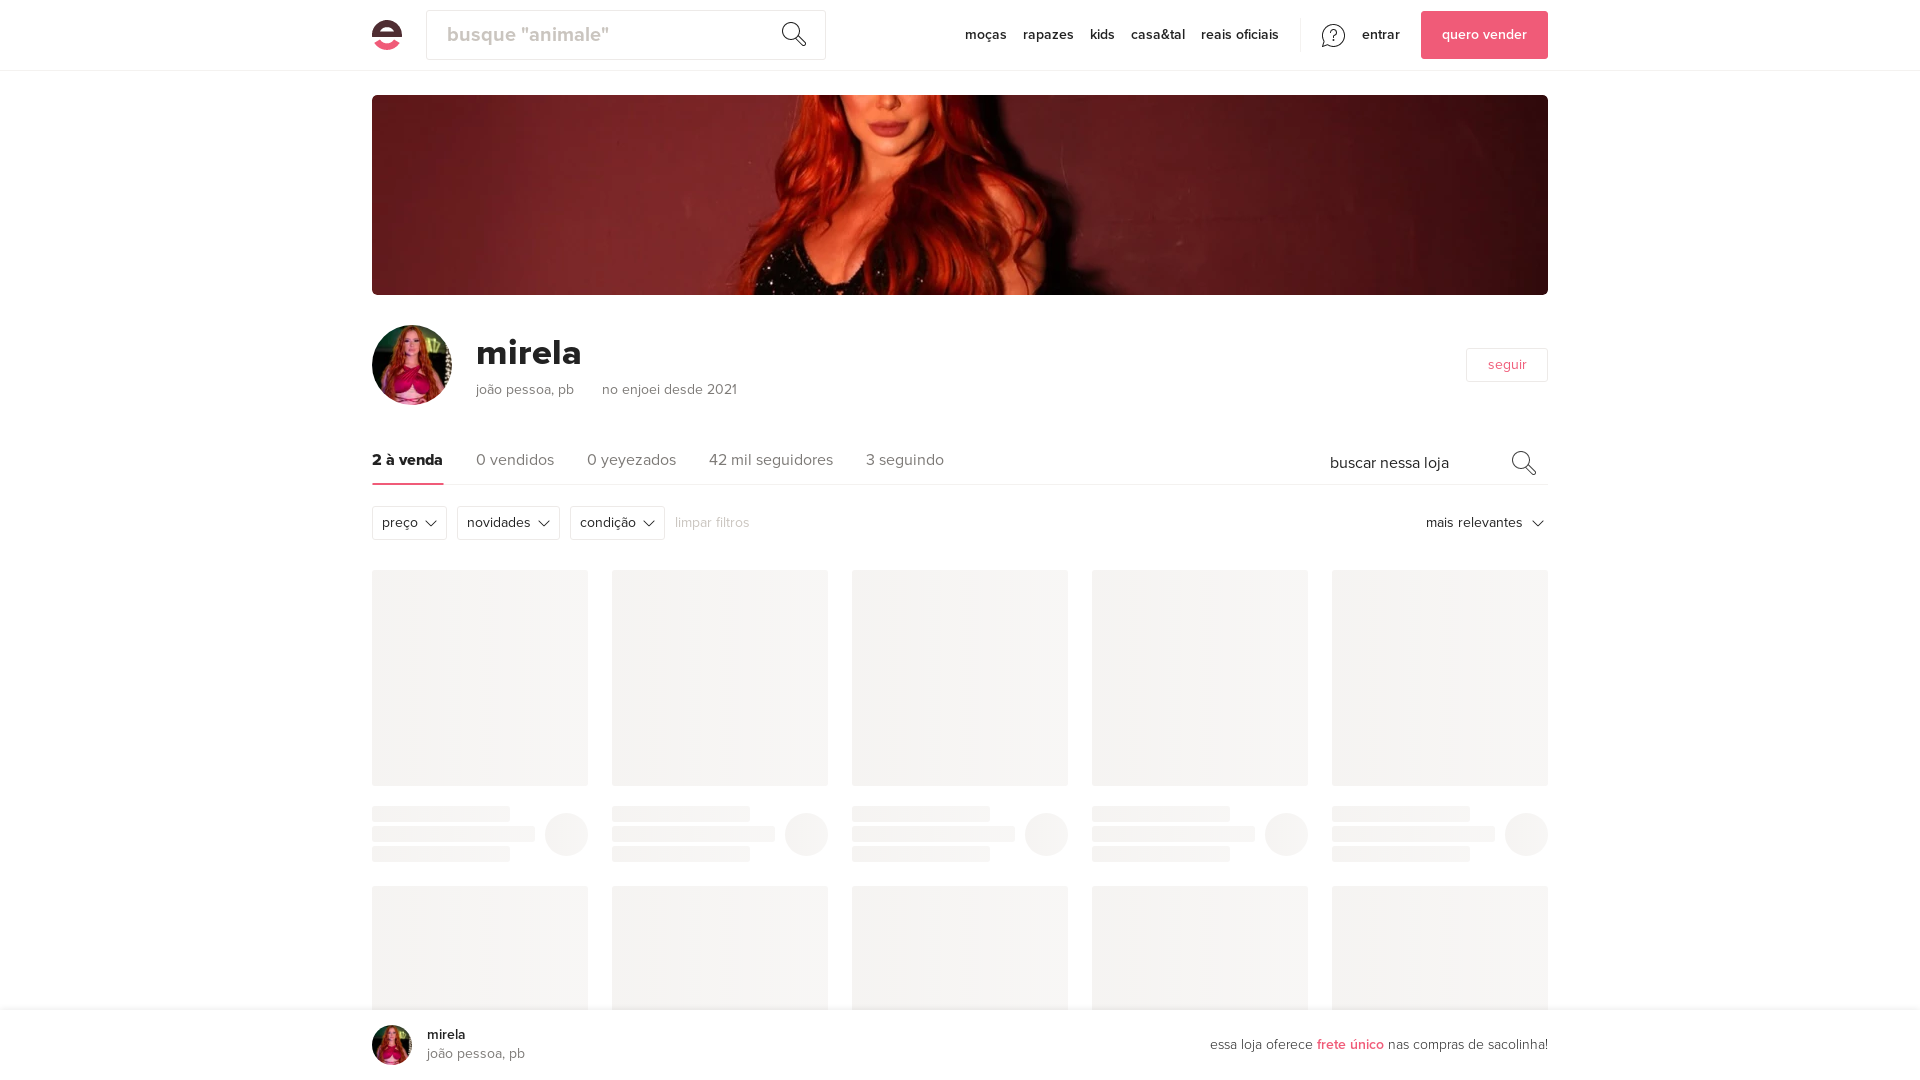 busque "animale"
moças
rapazes
kids
casa&tal
reais oficiais
entrar
quero vender
mirela
joão pessoa, pb
no enjoei desde 2021
seguir
2 à venda
0 vendidos
0 yeyezados
42 mil seguidores
3 seguindo
buscar nessa loja
preço
novidades
condição
limpar filtros
mais relevantes
mirela
joão pessoa, pb
essa loja oferece frete único nas compras de sacolinha!